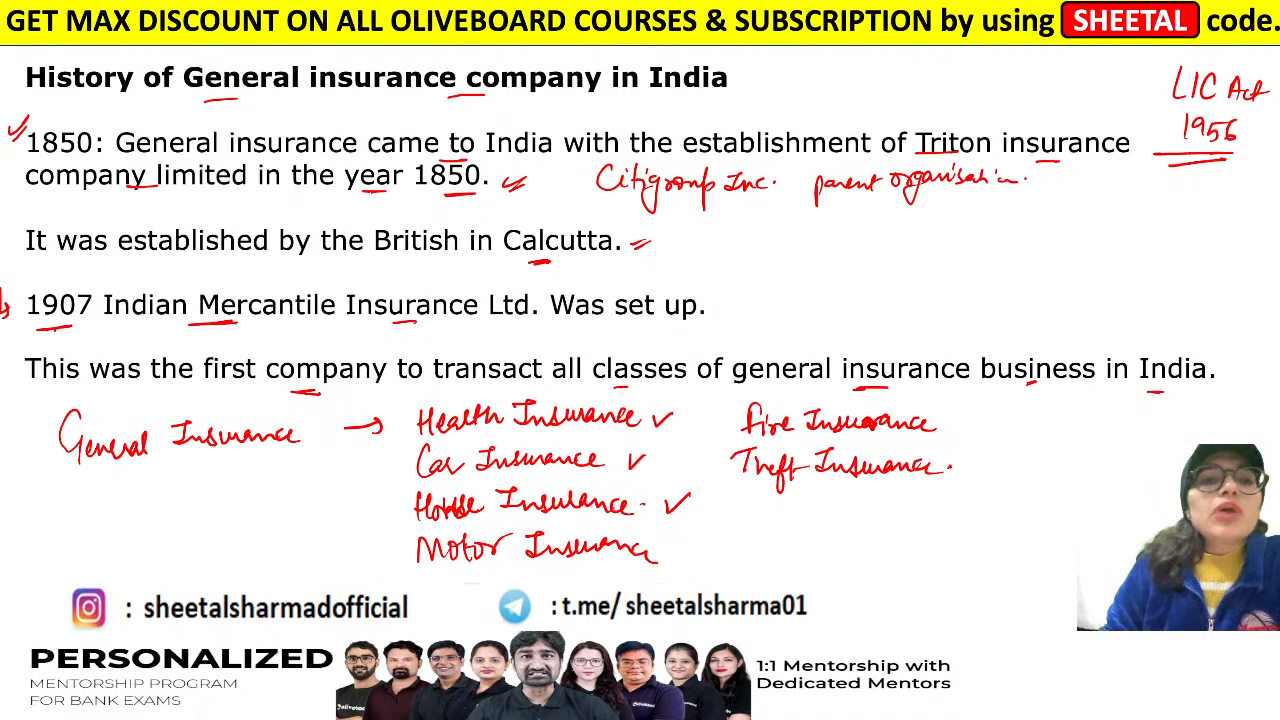 GET MAX DISCOUNT ON ALL OLIVEBOARD COURSES & SUBSCRIPTION by using SHEETAL code.
History of General insurance company in India
LIC Act
1956
1850: General insurance came to India with the establishment of Triton insurance
company limited in the year 1850.
Citigroup Inc. parent organisation.
It was established by the British in Calcutta.
1907 Indian Mercantile Insurance Ltd. Was set up.
This was the first company to transact all classes of general insurance business in India.
General Insurance → Health Insurance ✓ Fire Insurance
Car Insurance ✓ Theft Insurance.
House Insurance - ✓
Motor Insurance
: sheetalsharmadofficial
: t.me/ sheetalsharma01
PERSONALIZED
MENTORSHIP PROGRAM
FOR BANK EXAMS
1:1 Mentorship with
Dedicated Mentors